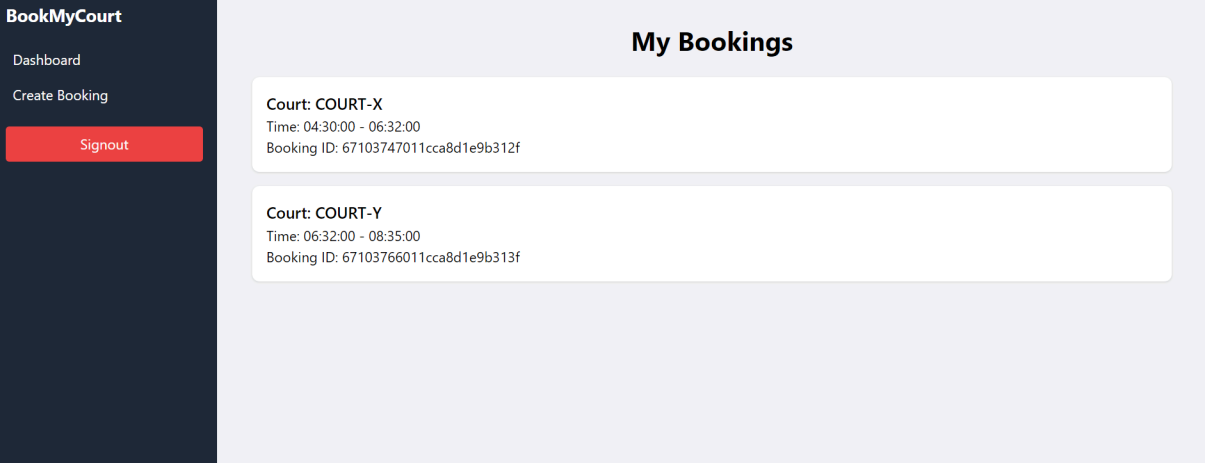 BookMyCourt
Dashboard
Create Booking
Signout
My Bookings
Court: COURT-X
Time: 04:30:00 - 06:32:00
Booking ID: 67103747011cca8d1e9b312f
Court: COURT-Y
Time: 06:32:00 - 08:35:00
Booking ID: 67103766011cca8d1e9b313f